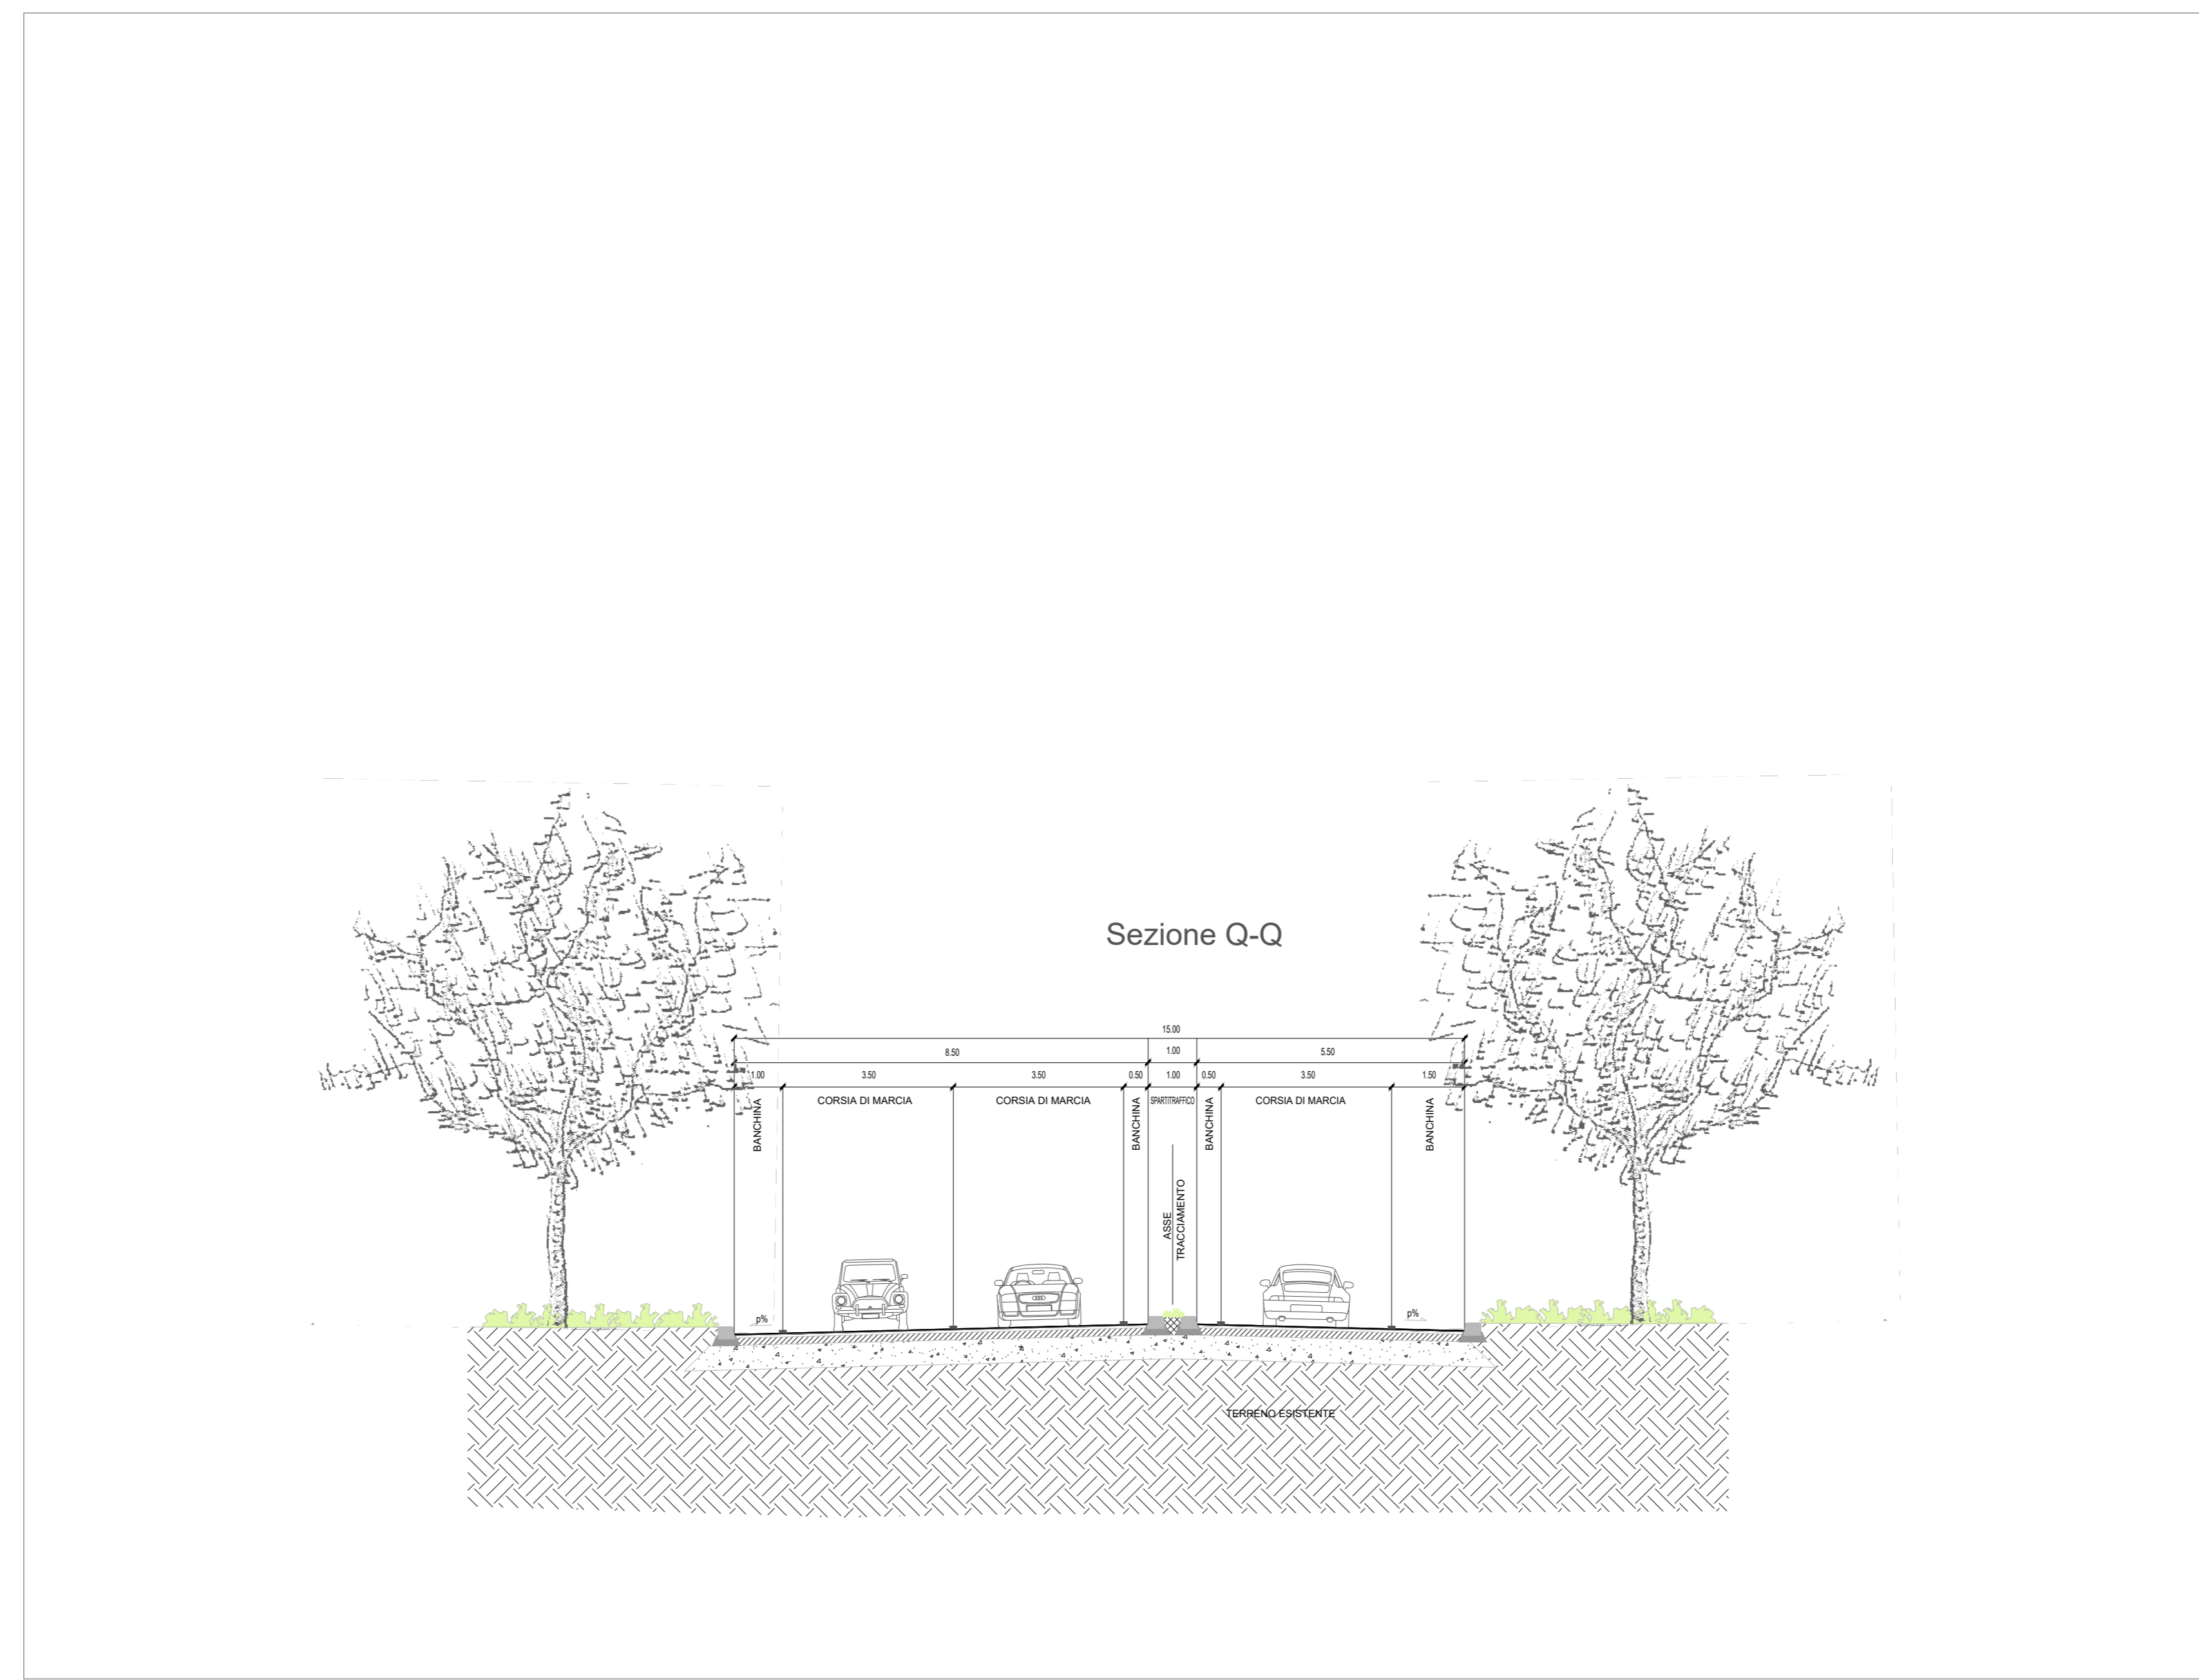 Sezione Q-Q
15.00
8.50 1.00 5.50
1.00 3.50 3.50 0.50 1.00 0.50 3.50 1.50
BANCHINA
CORSIA DI MARCIA
CORSIA DI MARCIA
BANCHINA
SPARTITRAFFICO
BANCHINA
CORSIA DI MARCIA
BANCHINA
ASSE
TRACCIAMENTO
p%
p%
TERRENO ESISTENTE